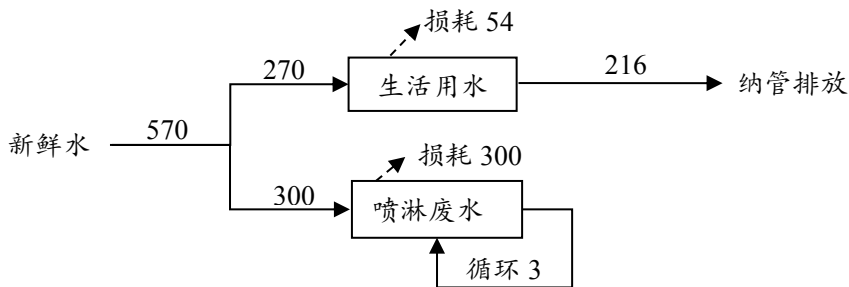 损耗 54
270
生活用水
216
纳管排放
新鲜水
570
损耗 300
300
喷淋废水
循环 3